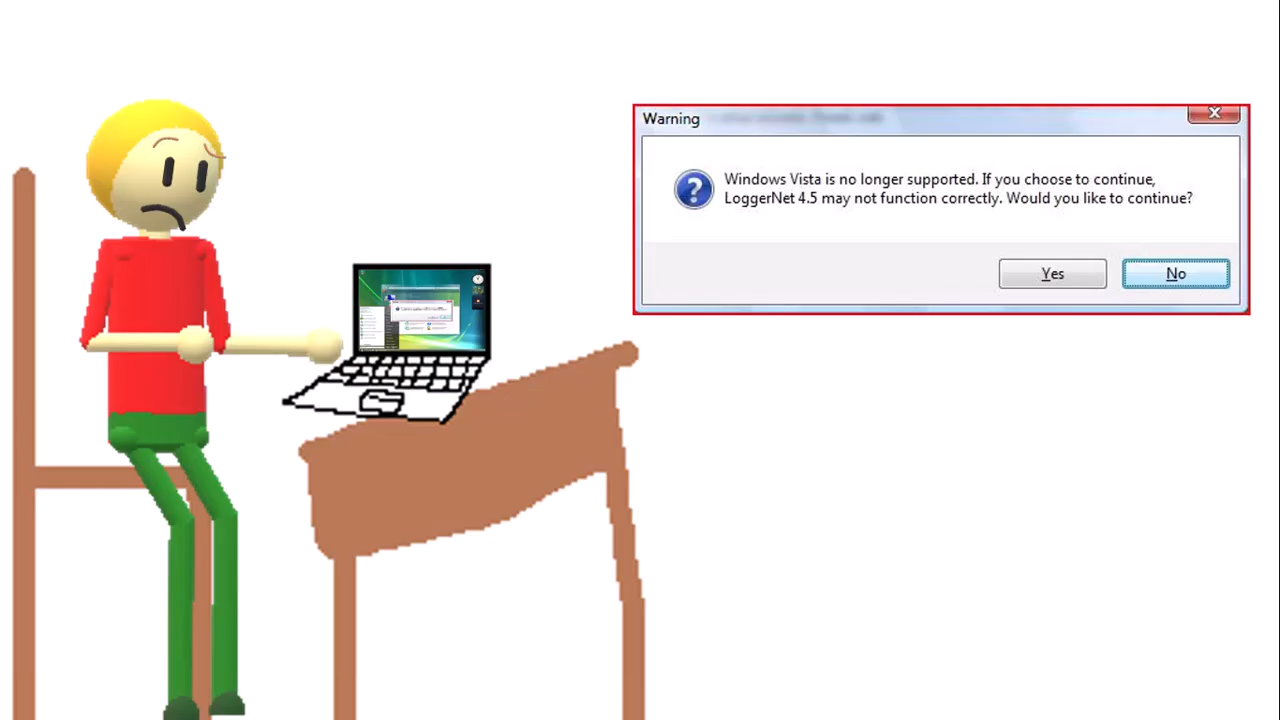 Warning
Windows Vista is no longer supported. If you choose to continue,
LoggerNet 4.5 may not function correctly. Would you like to continue?
Yes
No